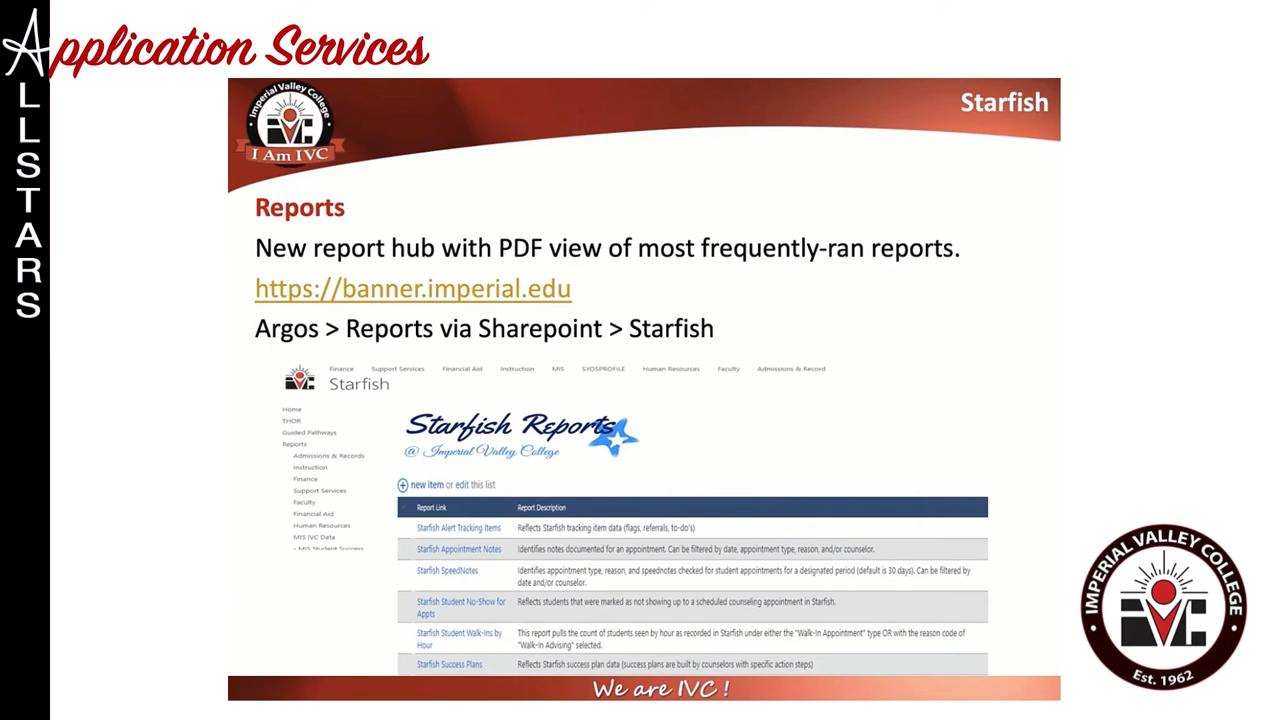 Application Services
ALLSTARS
Imperial Valley College
IVC
I AM IVC
Starfish
Reports
New report hub with PDF view of most frequently-ran reports.
https://banner.imperial.edu
Argos > Reports via Sharepoint > Starfish
Finance Support Services Financial Aid Instruction MIS SYOSPROFILE Human Resources Faculty Admissions & Record
IVC
Starfish
Home
THOR
Guided Pathways
Reports
Admissions & Records
Instruction
Finance
Support Services
Faculty
Financial Aid
Human Resources
MIS IVC Data
- MIS Student Success
Starfish Reports
@ Imperial Valley College
new item or edit this list
Report Link Report Description
Starfish Alert Tracking Items Reflects Starfish tracking item data (flags, referrals, to-do's)
Starfish Appointment Notes Identifies notes documented for an appointment. Can be filtered by date, appointment type, reason, and/or counselor.
Starfish SpeedNotes Identifies appointment type, reason, and speednotes checked for student appointments for a designated period (default is 30 days). Can be filtered by
date and/or counselor.
Starfish Student No-Show for Reflects students that were marked as not showing up to a scheduled counseling appointment in Starfish.
Appts
Starfish Student Walk-Ins by This report pulls the count of students seen by hour as recorded in Starfish under either the "Walk-In Appointment" type OR with the reason code of
Hour "Walk-In Advising" selected.
Starfish Success Plans Reflects Starfish success plan data (success plans are built by counselors with specific action steps)
We are IVC !
IMPERIAL VALLEY COLLEGE
IVC
Est. 1962